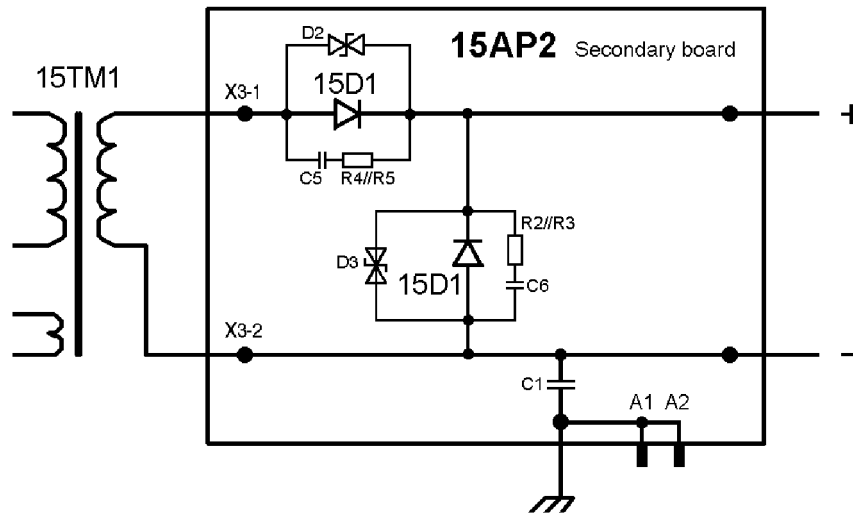 D2
15AP2 Secondary board
15TM1
X3-1
15D1
+
C5
R4//R5
R2//R3
D3
15D1
C6
X3-2
-
C1
A1 A2